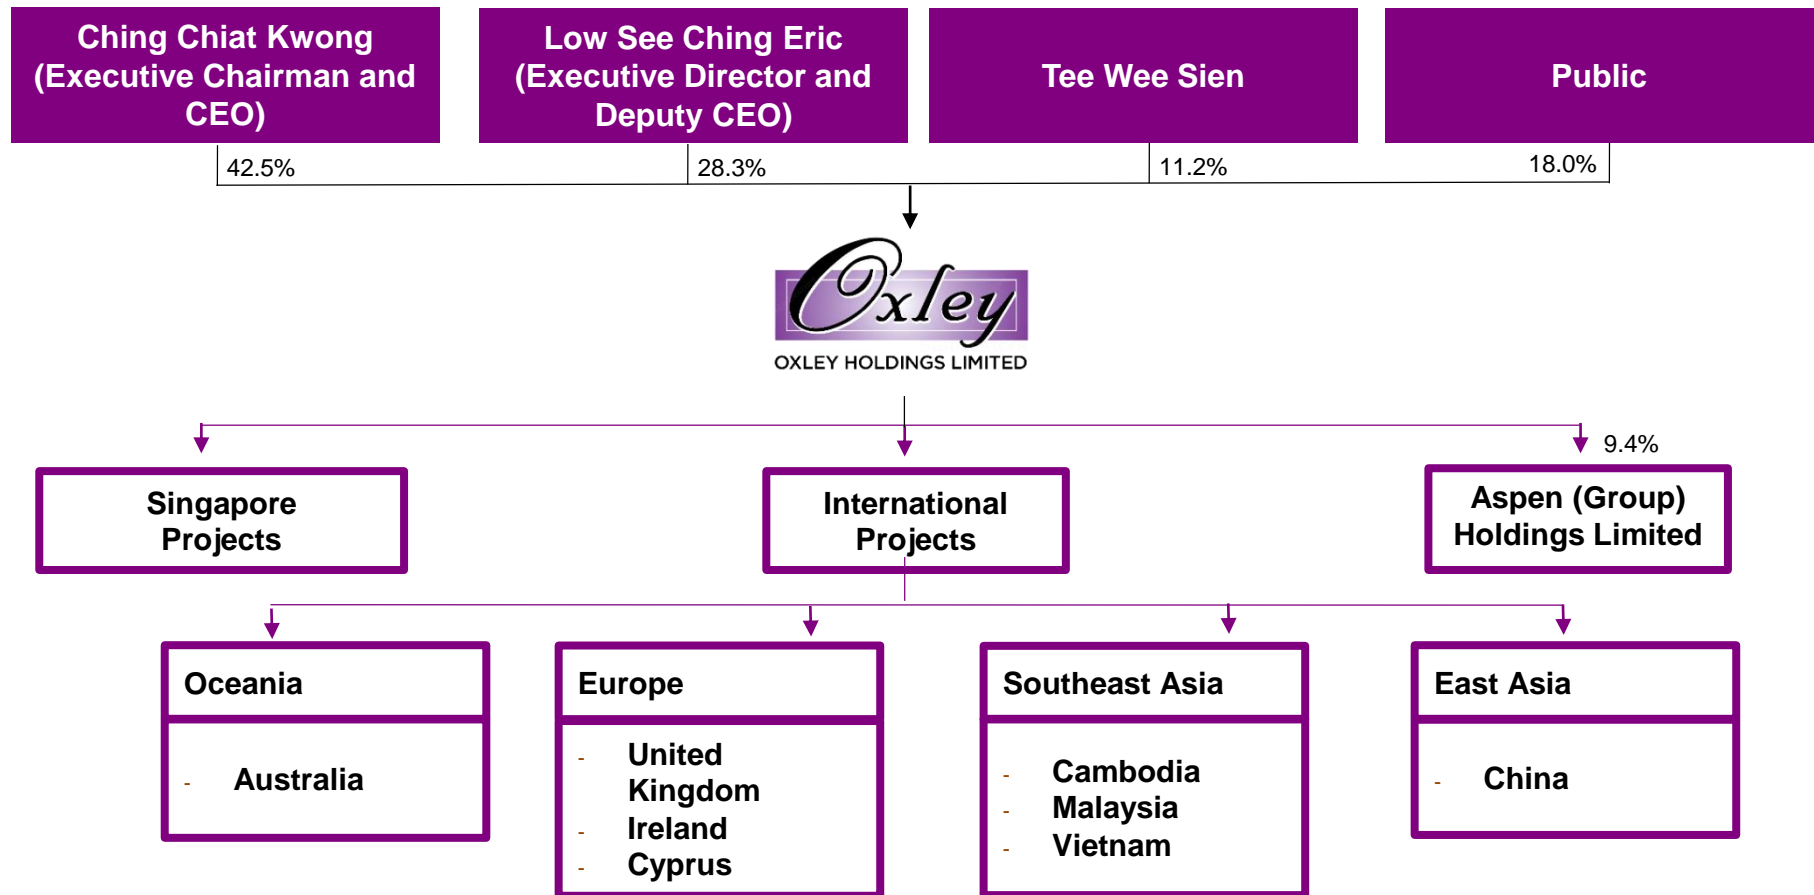 Ching Chiat Kwong
(Executive Chairman and
CEO)
Low See Ching Eric
(Executive Director and
Deputy CEO)
Tee Wee Sien
Public
42.5%
28.3%
11.2%
18.0%
Oxley
OXLEY HOLDINGS LIMITED
9.4%
Singapore
Projects
International
Projects
Aspen (Group)
Holdings Limited
Oceania
- Australia
Europe
- United
Kingdom
- Ireland
- Cyprus
Southeast Asia
- Cambodia
- Malaysia
- Vietnam
East Asia
- China